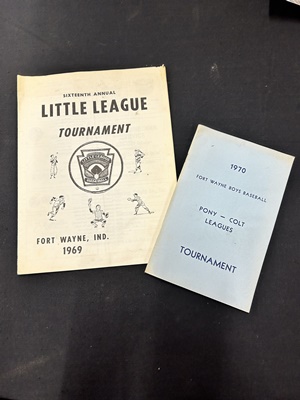 SIXTEENTH ANNUAL
LITTLE LEAGUE
TOURNAMENT
FORT WAYNE, IND.
1969
1970
FORT WAYNE BOYS BASEBALL
PONY - COLT
LEAGUES
TOURNAMENT